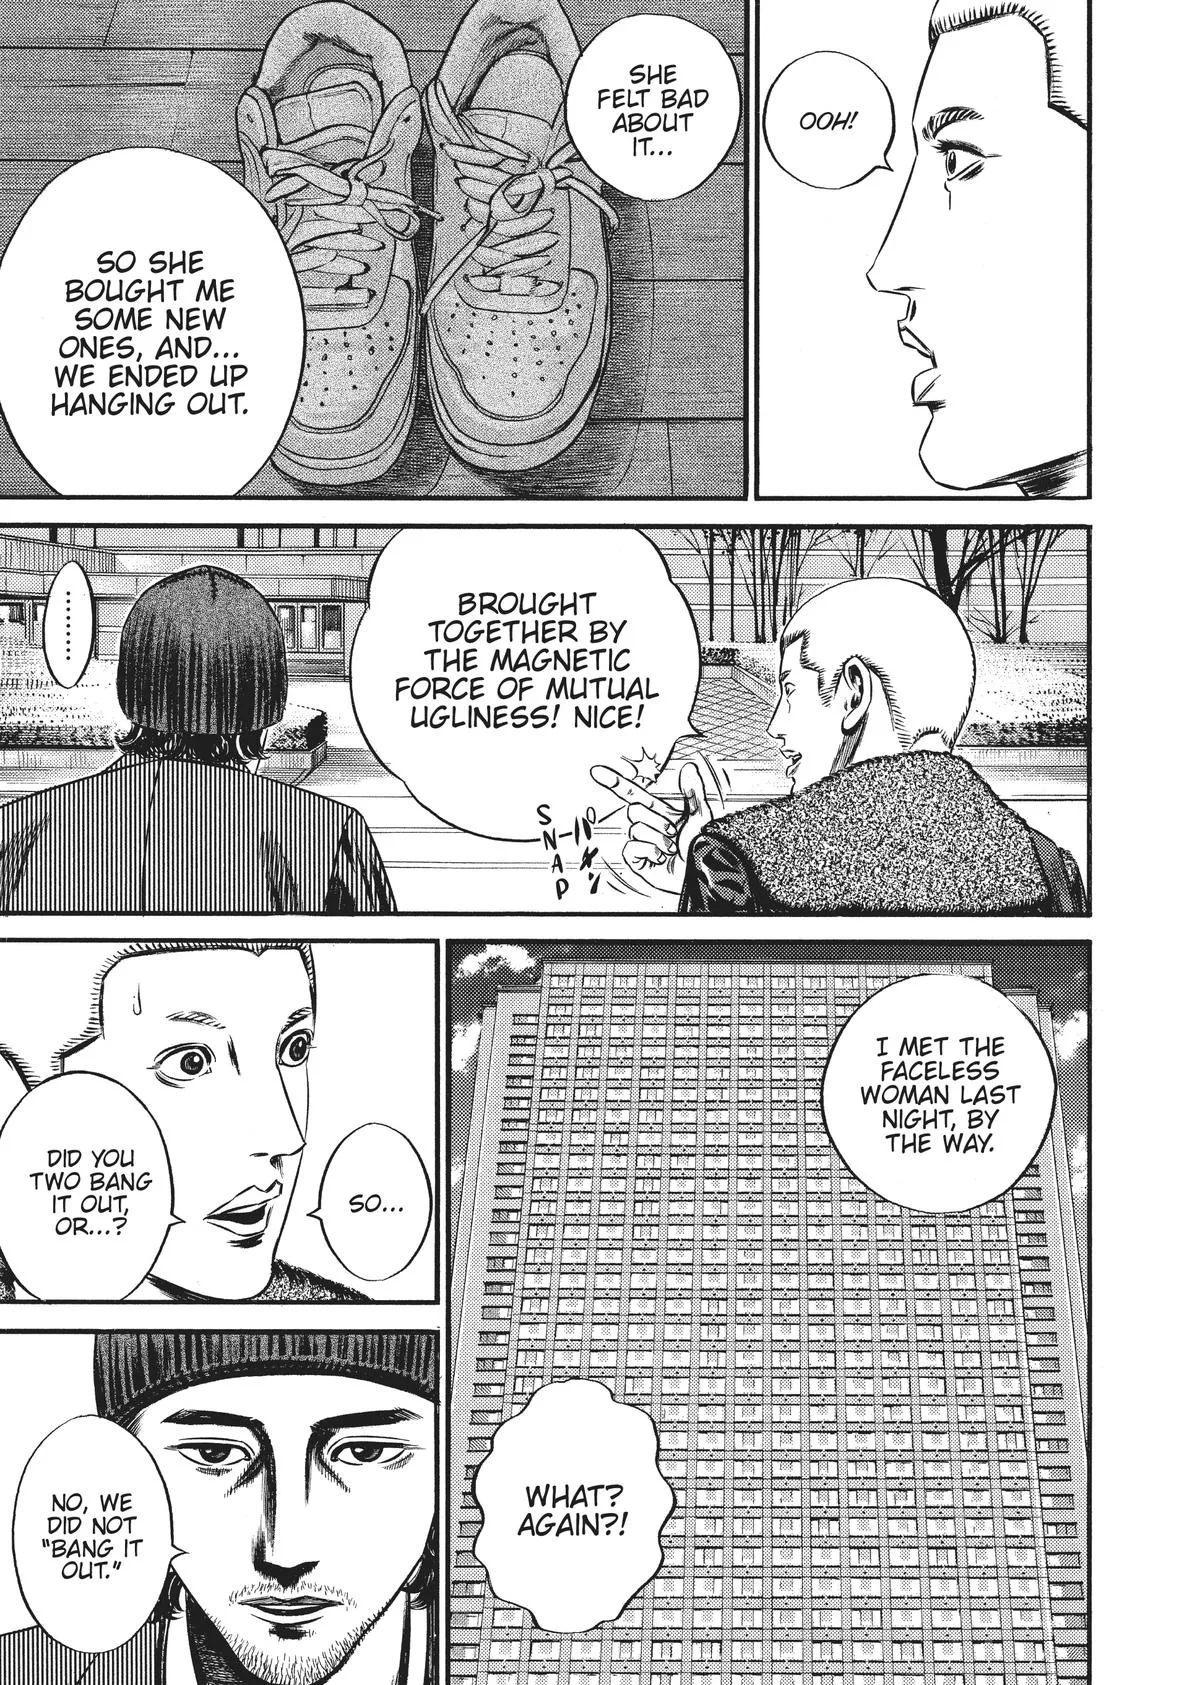 OOH!
SHE
FELT BAD
ABOUT
IT...
SO SHE
BOUGHT ME
SOME NEW
ONES, AND...
WE ENDED UP
HANGING OUT.
BROUGHT
TOGETHER BY
THE MAGNETIC
FORCE OF MUTUAL
UGLINESS! NICE!
SNAP
.........
I MET THE
FACELESS
WOMAN LAST
NIGHT, BY
THE WAY.
WHAT?
AGAIN?!
SO...
DID YOU
TWO BANG
IT OUT,
OR...?
NO, WE
DID NOT
"BANG IT
OUT."